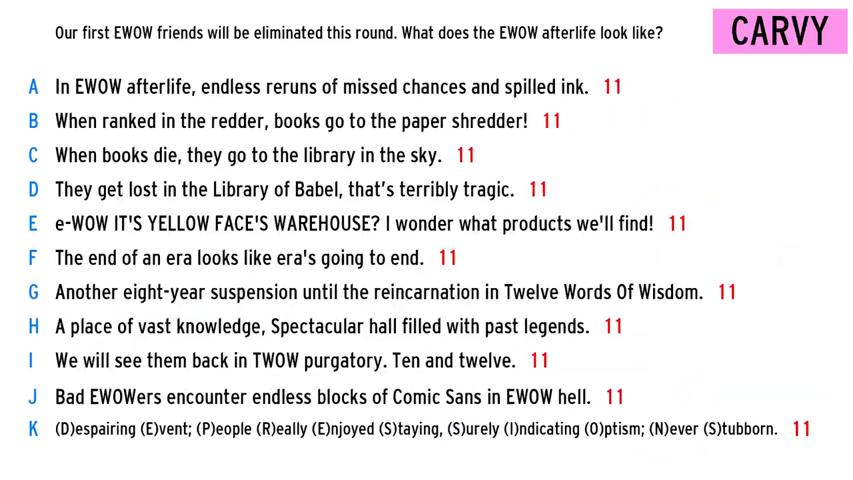 Our first EWOW friends will be eliminated this round. What does the EWOW afterlife look like?
CARVY
A In EWOW afterlife, endless reruns of missed chances and spilled ink. 11
B When ranked in the redder, books go to the paper shredder! 11
C When books die, they go to the library in the sky. 11
D They get lost in the Library of Babel, that's terribly tragic. 11
E e-WOW IT'S YELLOW FACE'S WAREHOUSE? I wonder what products we'll find! 11
F The end of an era looks like era's going to end. 11
G Another eight-year suspension until the reincarnation in Twelve Words Of Wisdom. 11
H A place of vast knowledge, Spectacular hall filled with past legends. 11
I We will see them back in TWOW purgatory. Ten and twelve. 11
J Bad EWOWers encounter endless blocks of Comic Sans in EWOW hell. 11
K (D)espairing (E)vent; (P)eople (R)eally (E)njoyed (S)taying, (S)urely (I)ndicating (O)ptism; (N)ever (S)tubborn. 11